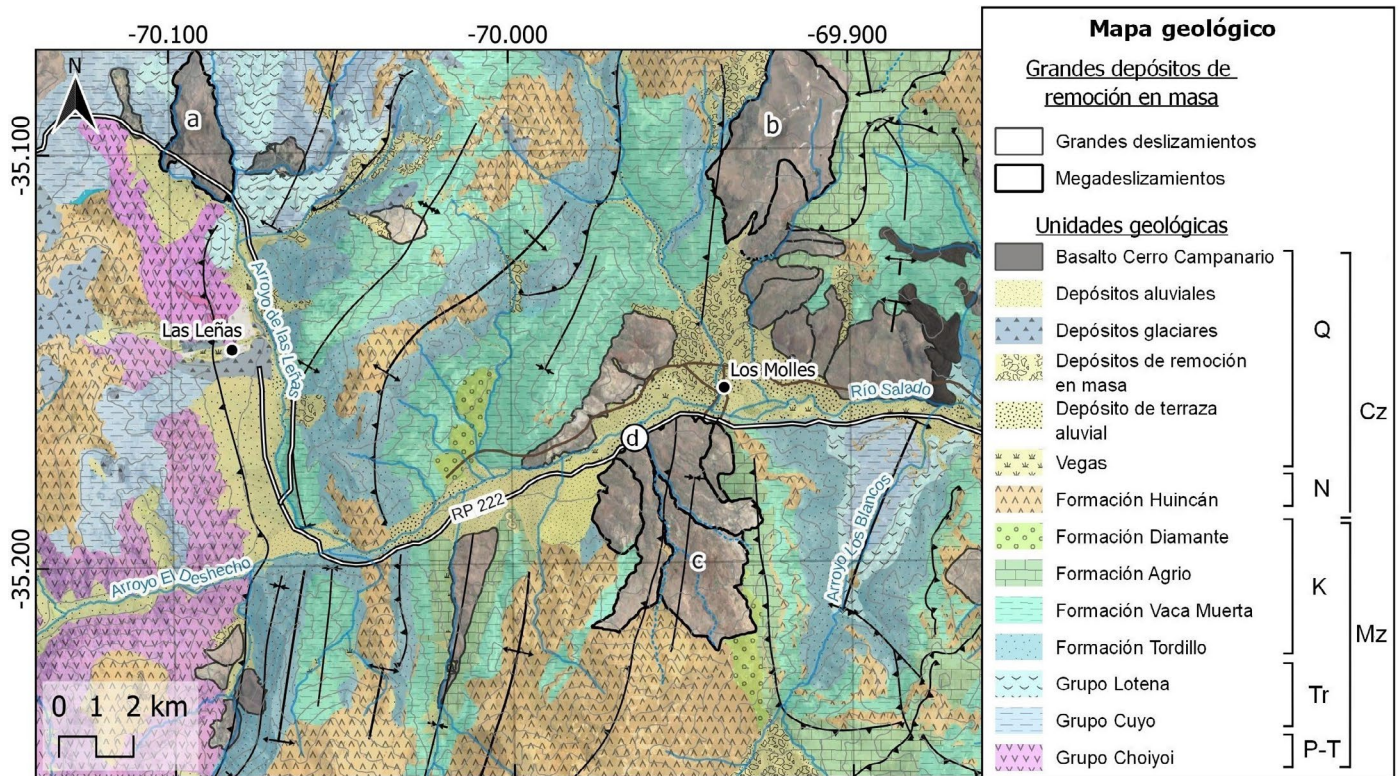 -70.100
-70.000
-69.900
-35.100
-35.200
N
a
b
Arroyo de las Leñas
Las Leñas
Los Molles
Río Salado
d
RP 222
c
Arroyo Los Blancos
Arroyo El Deshecho
0 1 2 km
Mapa geológico
Grandes depósitos de
remoción en masa
Grandes deslizamientos
Megadeslizamientos
Unidades geológicas
Basalto Cerro Campanario
Depósitos aluviales
Depósitos glaciares
Depósitos de remoción
en masa
Depósito de terraza
aluvial
Vegas
Formación Huincán
Formación Diamante
Formación Agrio
Formación Vaca Muerta
Formación Tordillo
Grupo Lotena
Grupo Cuyo
Grupo Choiyoi
Q
N
K
Tr
P-T
Cz
Mz